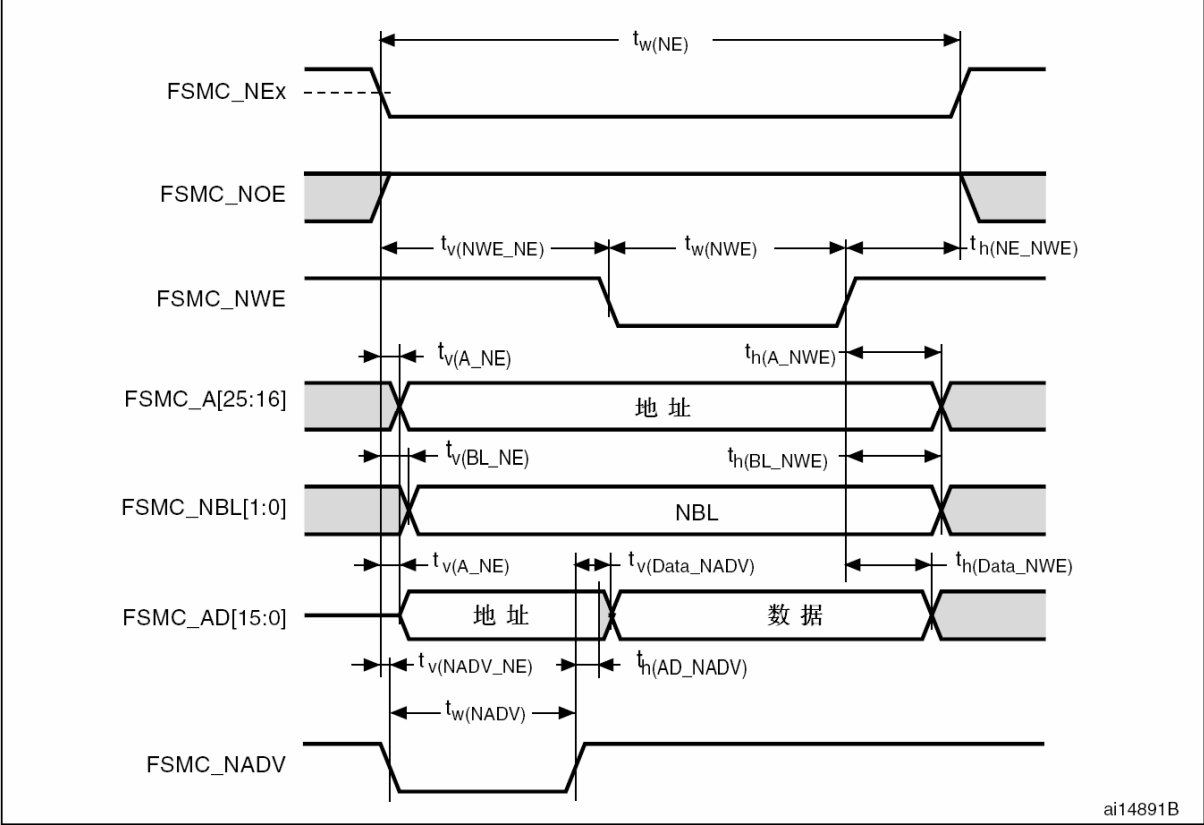 tw(NE)
FSMC_NEx
FSMC_NOE
tv(NWE_NE)
tw(NWE)
th(NE_NWE)
FSMC_NWE
tv(A_NE)
th(A_NWE)
FSMC_A[25:16]
地 址
tv(BL_NE)
th(BL_NWE)
FSMC_NBL[1:0]
NBL
tv(A_NE)
tv(Data_NADV)
th(Data_NWE)
FSMC_AD[15:0]
地 址
数 据
tv(NADV_NE)
th(AD_NADV)
tw(NADV)
FSMC_NADV
ai14891B